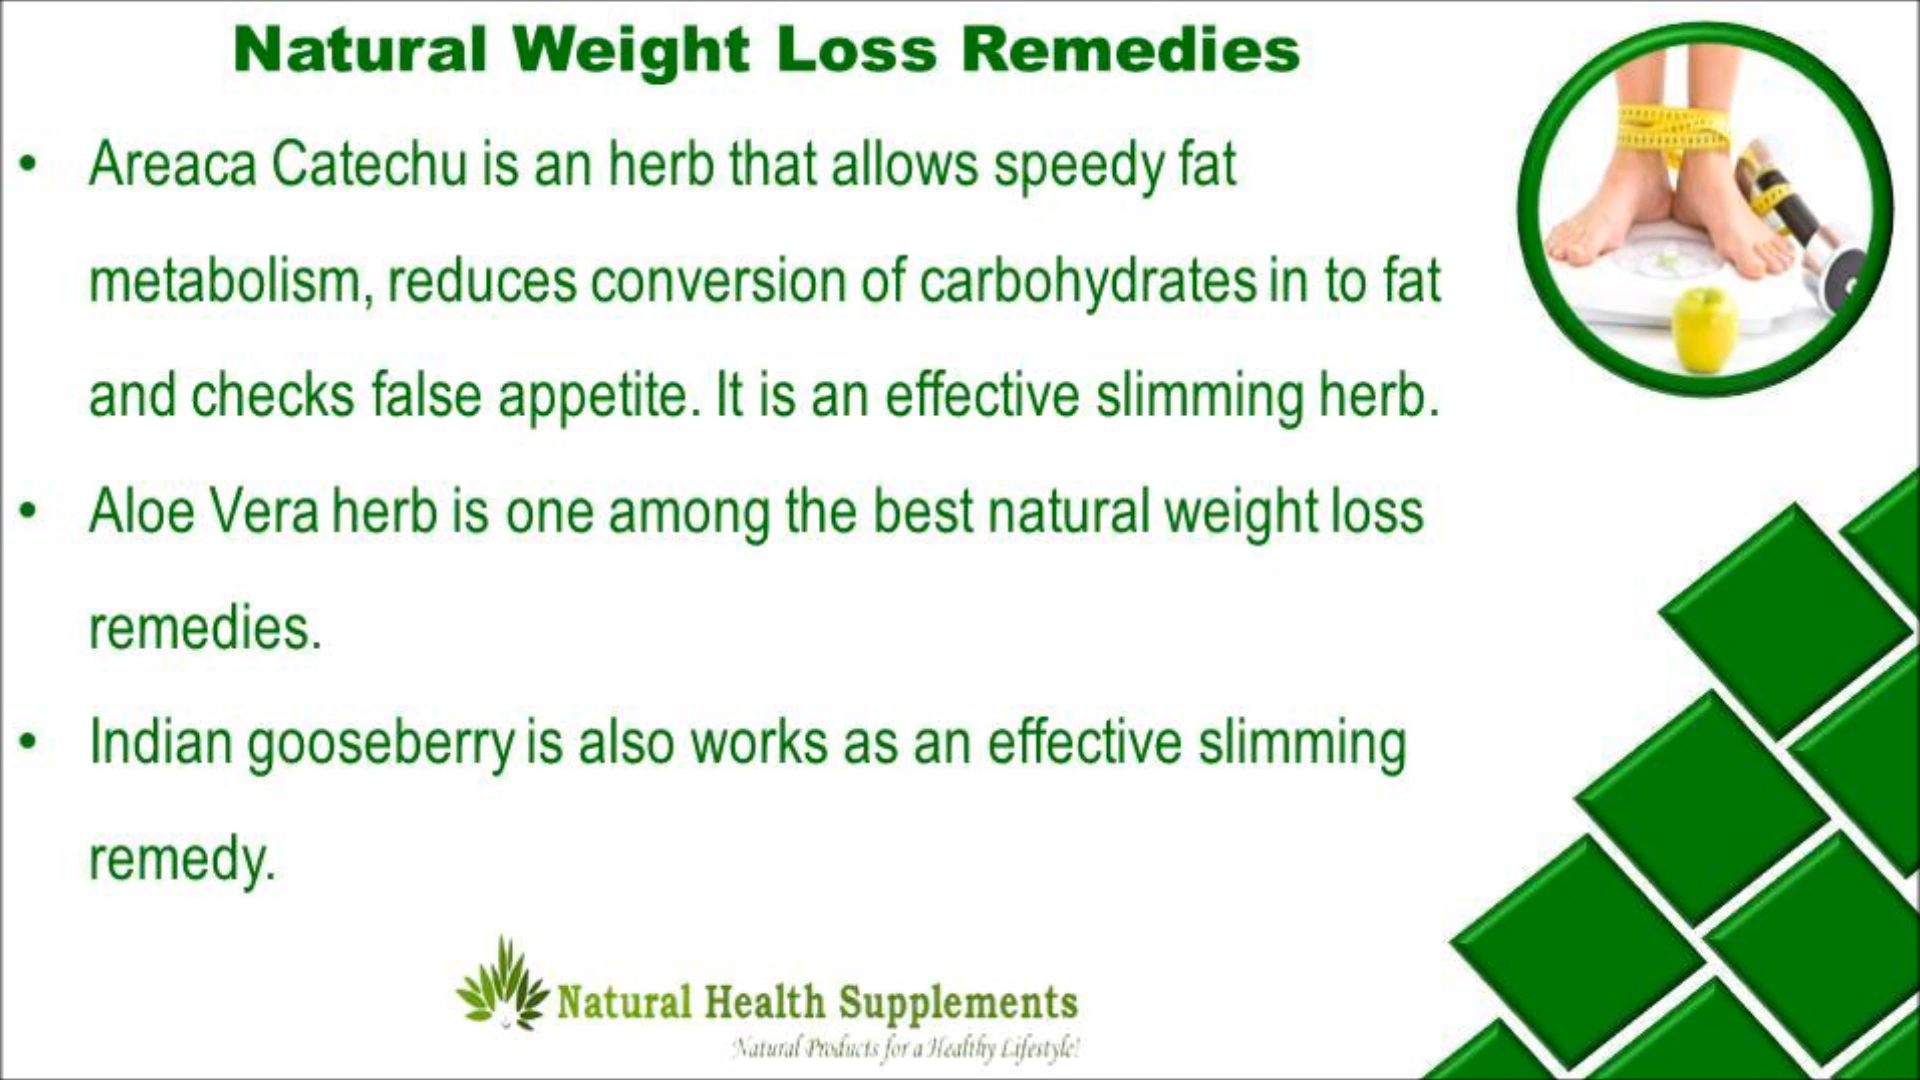 Natural Weight Loss Remedies
• Areaca Catechu is an herb that allows speedy fat
metabolism, reduces conversion of carbohydrates in to fat
and checks false appetite. It is an effective slimming herb.
• Aloe Vera herb is one among the best natural weight loss
remedies.
• Indian gooseberry is also works as an effective slimming
remedy.
Natural Health Supplements
Natural Products for a Healthy Lifestyle!